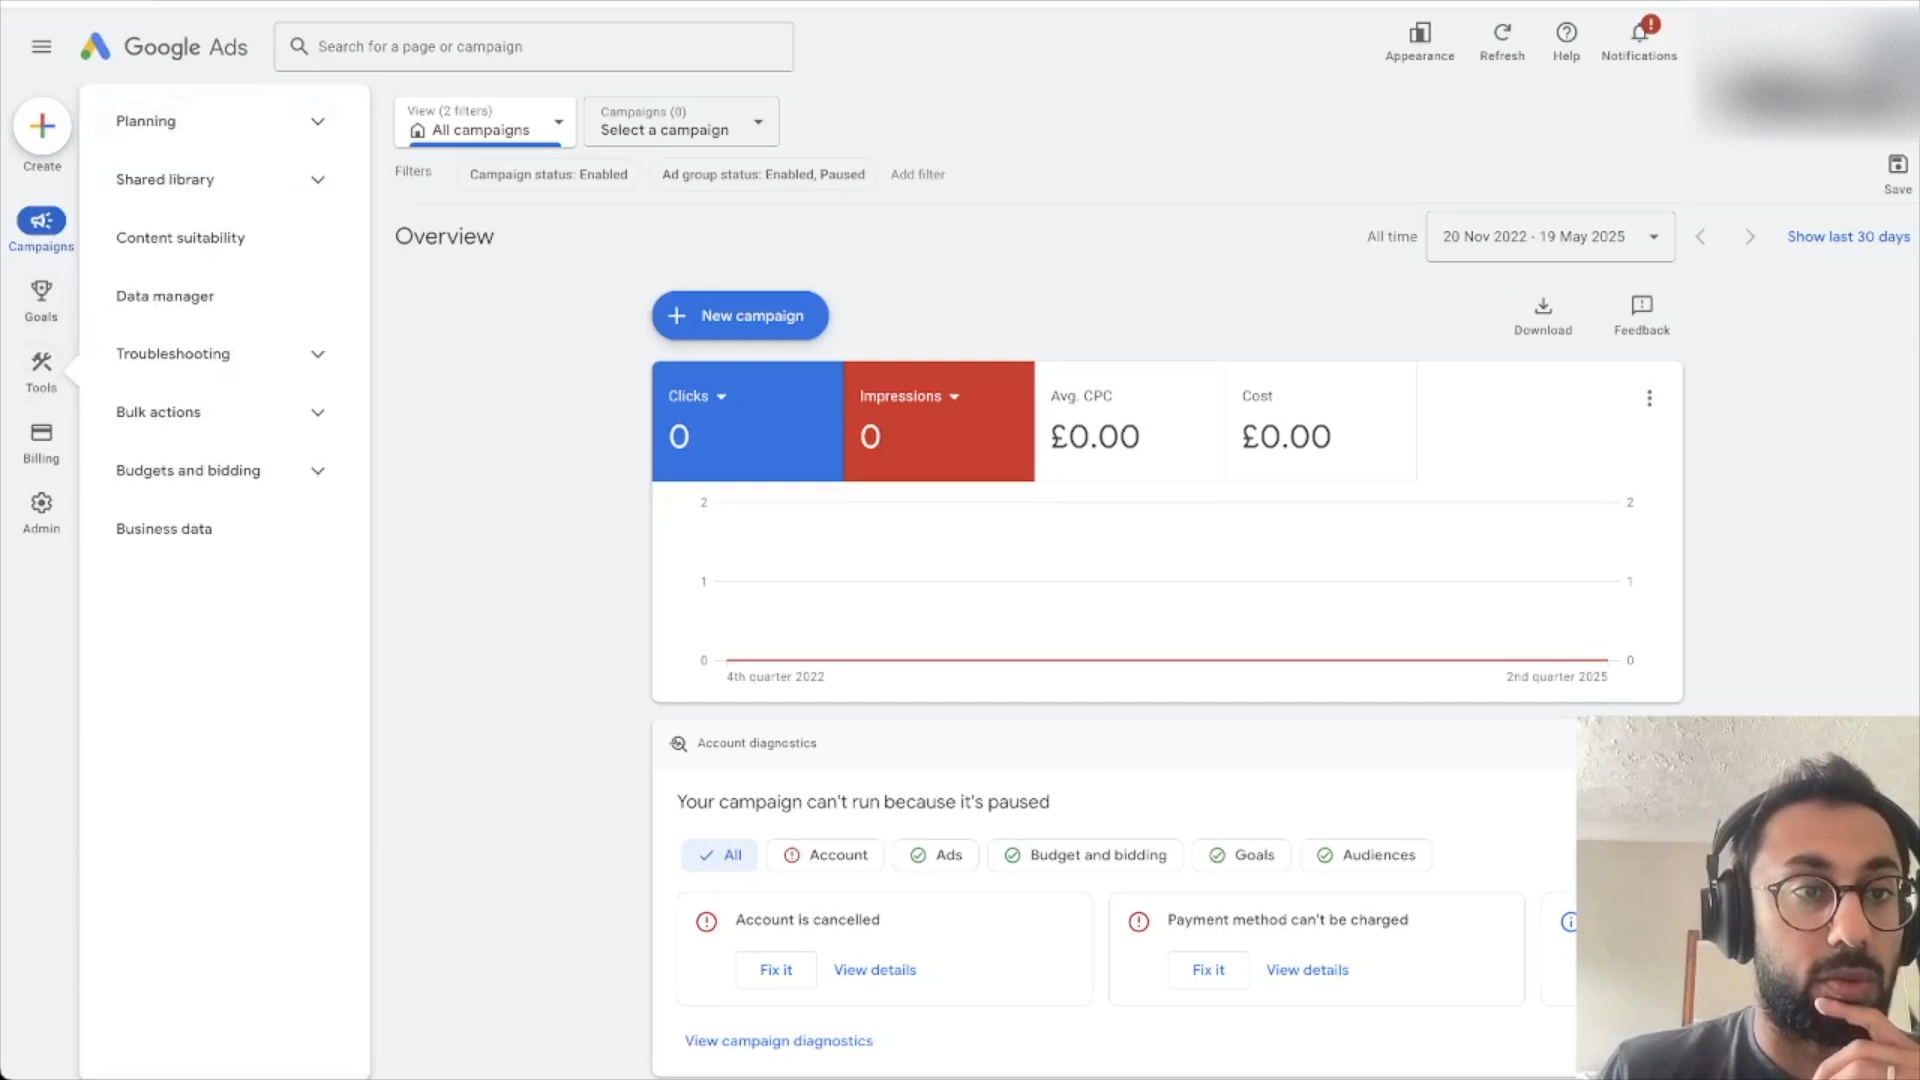 Google Ads
Search for a page or campaign
Appearance
Refresh
Help
Notifications
Create
Campaigns
Goals
Tools
Billing
Admin
Planning
Shared library
Content suitability
Data manager
Troubleshooting
Bulk actions
Budgets and bidding
Business data
View (2 filters)
All campaigns
Campaigns (0)
Select a campaign
Filters
Campaign status: Enabled
Ad group status: Enabled, Paused
Add filter
Save
Overview
All time
20 Nov 2022 - 19 May 2025
Show last 30 days
New campaign
Download
Feedback
Clicks
0
Impressions
0
Avg. CPC
£0.00
Cost
£0.00
2
2
1
1
0
0
4th quarter 2022
2nd quarter 2025
Account diagnostics
Your campaign can't run because it's paused
All
Account
Ads
Budget and bidding
Goals
Audiences
Account is cancelled
Fix it
View details
Payment method can't be charged
Fix it
View details
View campaign diagnostics